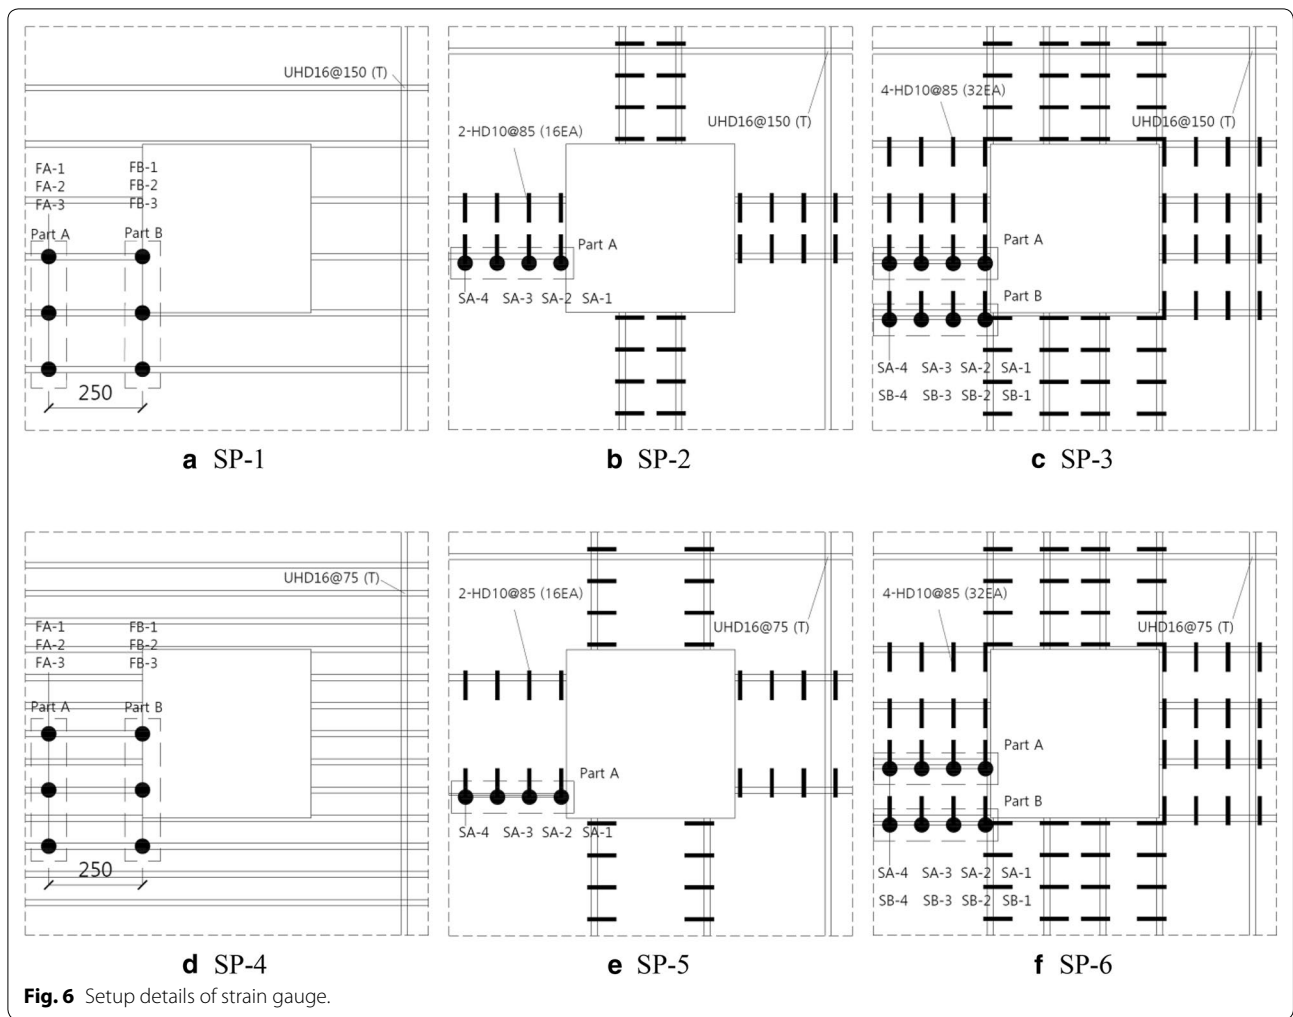 UHD16@150 (T)
FA-1
FA-2
FA-3
FB-1
FB-2
FB-3
Part A
Part B
250
a SP-1
UHD16@150 (T)
2-HD10@85 (16EA)
Part A
SA-4 SA-3 SA-2 SA-1
b SP-2
4-HD10@85 (32EA)
UHD16@150 (T)
Part A
Part B
SA-4 SA-3 SA-2 SA-1
SB-4 SB-3 SB-2 SB-1
c SP-3
UHD16@75 (T)
FA-1
FA-2
FA-3
FB-1
FB-2
FB-3
Part A
Part B
250
d SP-4
2-HD10@85 (16EA)
UHD16@75 (T)
Part A
SA-4 SA-3 SA-2 SA-1
e SP-5
4-HD10@85 (32EA)
UHD16@75 (T)
Part A
Part B
SA-4 SA-3 SA-2 SA-1
SB-4 SB-3 SB-2 SB-1
f SP-6
Fig. 6 Setup details of strain gauge.